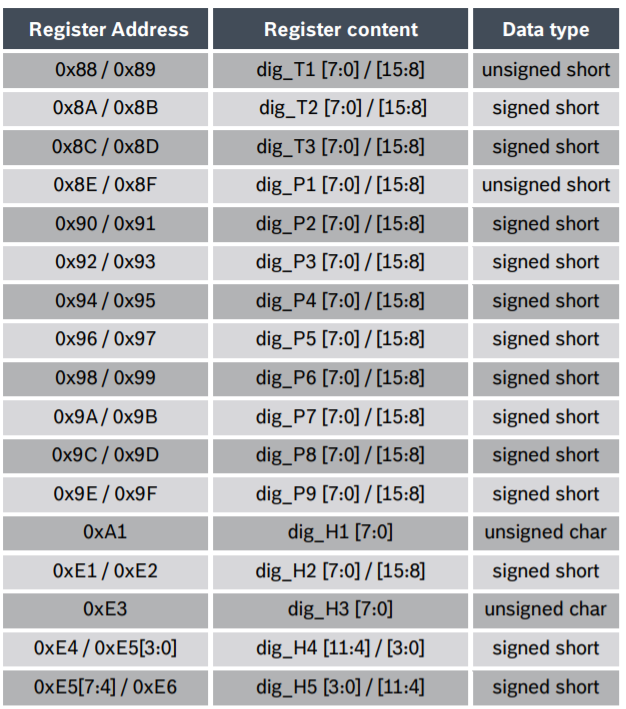 Register Address Register content Data type
0x88 / 0x89 dig_T1 [7:0] / [15:8] unsigned short
0x8A / 0x8B dig_T2 [7:0] / [15:8] signed short
0x8C / 0x8D dig_T3 [7:0] / [15:8] signed short
0x8E / 0x8F dig_P1 [7:0] / [15:8] unsigned short
0x90 / 0x91 dig_P2 [7:0] / [15:8] signed short
0x92 / 0x93 dig_P3 [7:0] / [15:8] signed short
0x94 / 0x95 dig_P4 [7:0] / [15:8] signed short
0x96 / 0x97 dig_P5 [7:0] / [15:8] signed short
0x98 / 0x99 dig_P6 [7:0] / [15:8] signed short
0x9A / 0x9B dig_P7 [7:0] / [15:8] signed short
0x9C / 0x9D dig_P8 [7:0] / [15:8] signed short
0x9E / 0x9F dig_P9 [7:0] / [15:8] signed short
0xA1 dig_H1 [7:0] unsigned char
0xE1 / 0xE2 dig_H2 [7:0] / [15:8] signed short
0xE3 dig_H3 [7:0] unsigned char
0xE4 / 0xE5[3:0] dig_H4 [11:4] / [3:0] signed short
0xE5[7:4] / 0xE6 dig_H5 [3:0] / [11:4] signed short